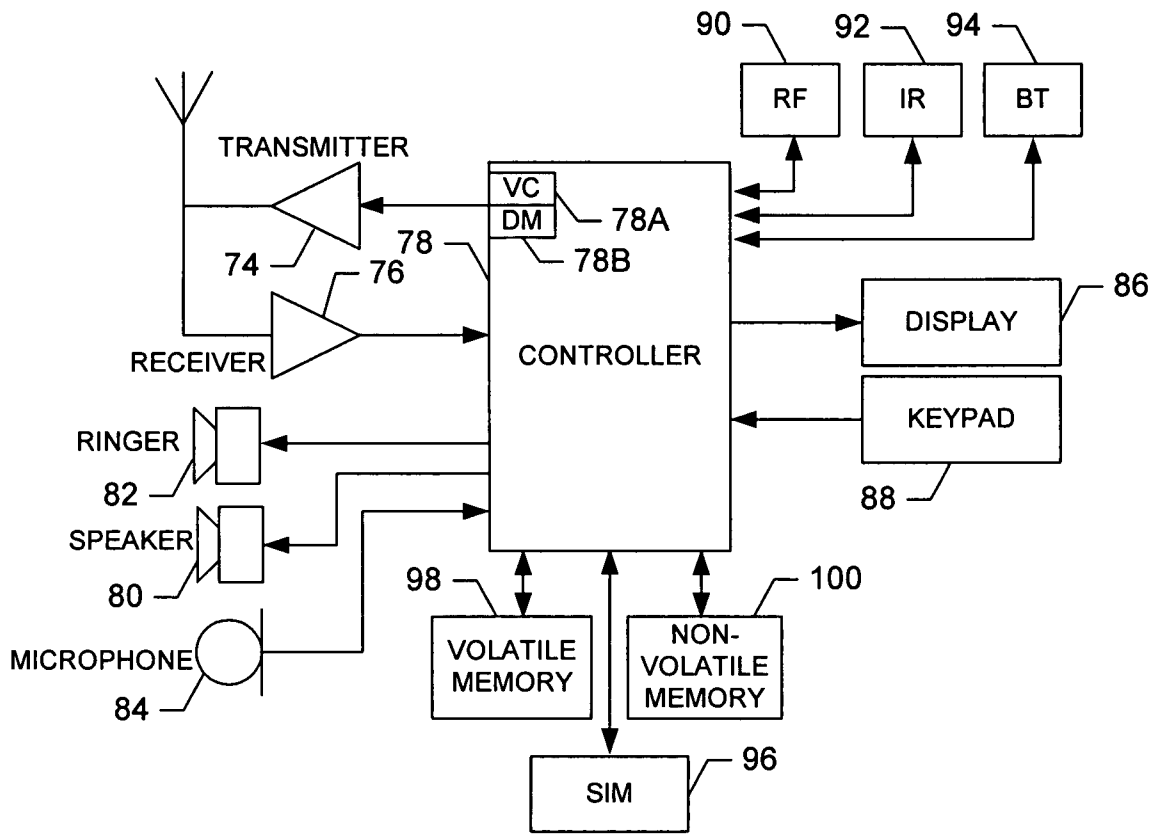 90
92
94
RF
IR
BT
TRANSMITTER
VC
DM
78A
78B
78
74
76
86
DISPLAY
CONTROLLER
RECEIVER
KEYPAD
88
RINGER
82
SPEAKER
80
MICROPHONE
84
98
100
VOLATILE
MEMORY
NON-
VOLATILE
MEMORY
96
SIM